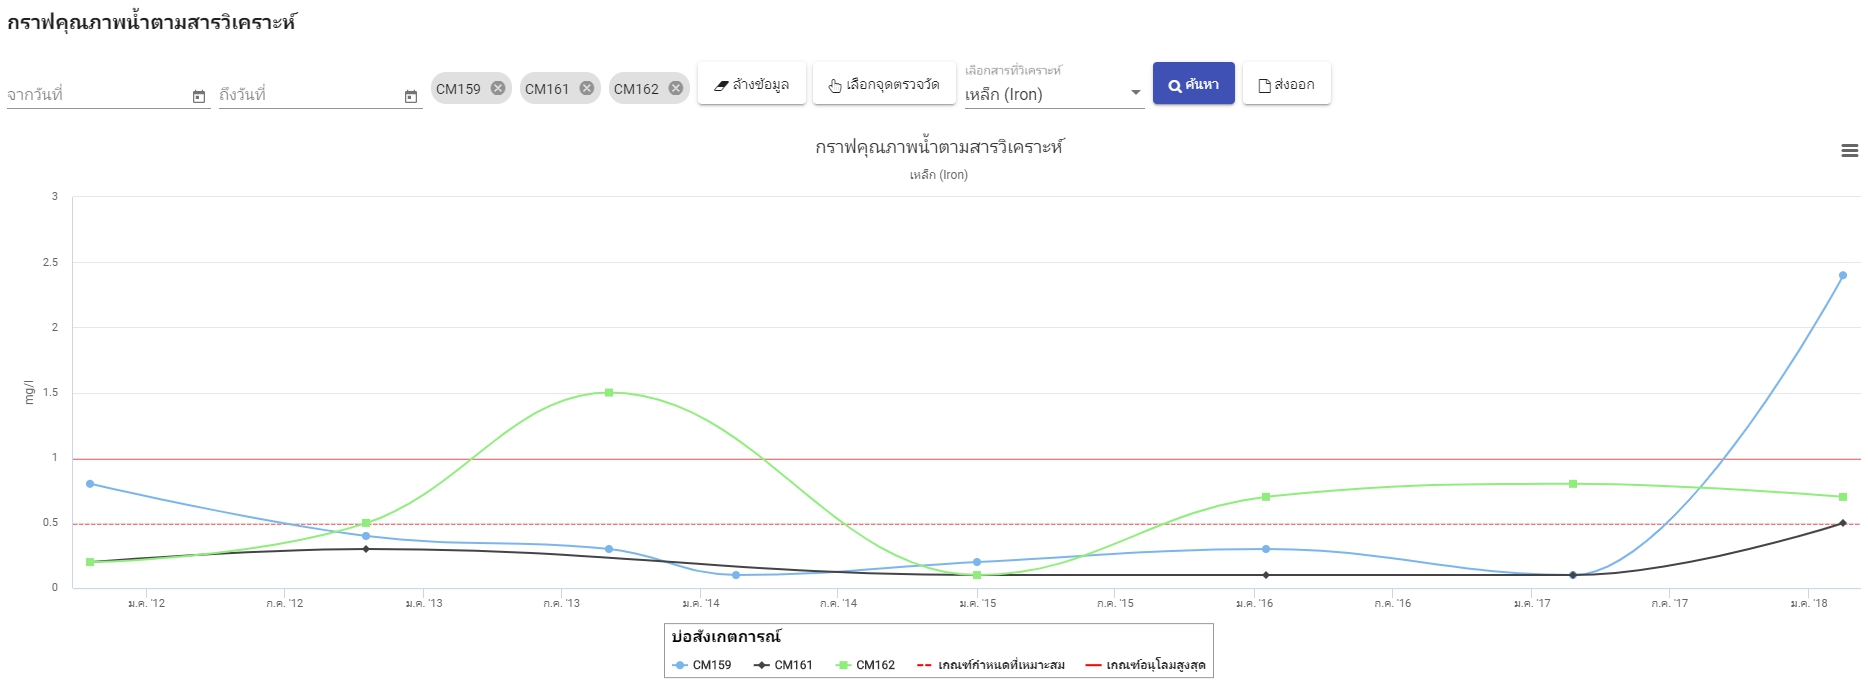 กราฟคุณภาพน้ำตามสารวิเคราะห์
จากวันที่ ถึงวันที่ CM159 CM161 CM162 ล้างข้อมูล เลือกจุดตรวจวัด เลือกสารที่วิเคราะห์ เหล็ก (Iron) ค้นหา ส่งออก
กราฟคุณภาพน้ำตามสารวิเคราะห์
เหล็ก (Iron)
3
2.5
2
mg/l
1.5
1
0.5
0
ม.ค. '12 ก.ค. '12 ม.ค. '13 ก.ค. '13 ม.ค. '14 ก.ค. '14 ม.ค. '15 ก.ค. '15 ม.ค. '16 ก.ค. '16 ม.ค. '17 ก.ค. '17 ม.ค. '18
บ่อสังเกตการณ์
CM159 CM161 CM162 เกณฑ์กำหนดที่เหมาะสม เกณฑ์อนุโลมสูงสุด